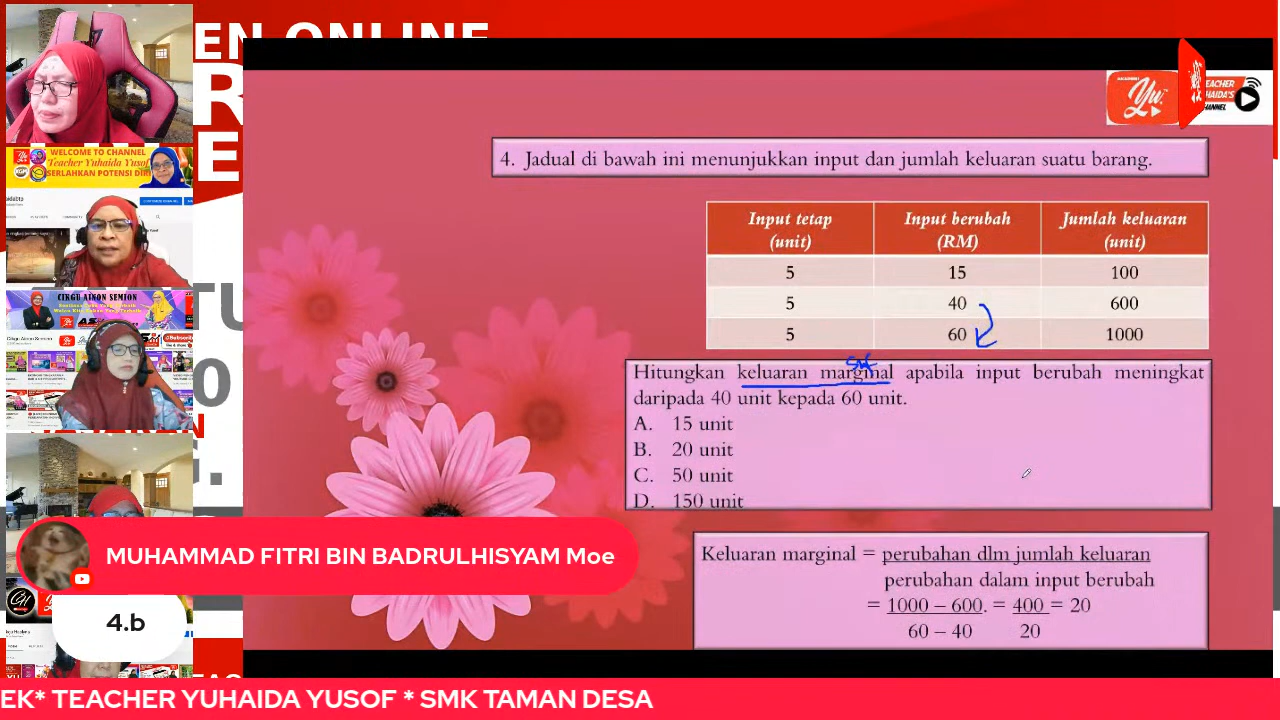 EN ONLINE
WELCOME TO CHANNEL
Teacher Yuhaida Yusof
SERLAHKAN POTENSI DIRI
CIKGU AINON SEMION
TEACHER
HAIDA'S
CHANNEL
4. Jadual di bawah ini menunjukkan input dan jumlah keluaran suatu barang.
Input tetap (unit) Input berubah (RM) Jumlah keluaran (unit)
5 15 100
5 40 600
5 60 1000
Hitungkan keluaran marginal apabila input berubah meningkat
daripada 40 unit kepada 60 unit.
A. 15 unit
B. 20 unit
C. 50 unit
D. 150 unit
Keluaran marginal = perubahan dlm jumlah keluaran
perubahan dalam input berubah
= 1000 – 600. = 400 = 20
60 – 40 20
MUHAMMAD FITRI BIN BADRULHISYAM Moe
4.b
EK* TEACHER YUHAIDA YUSOF * SMK TAMAN DESA